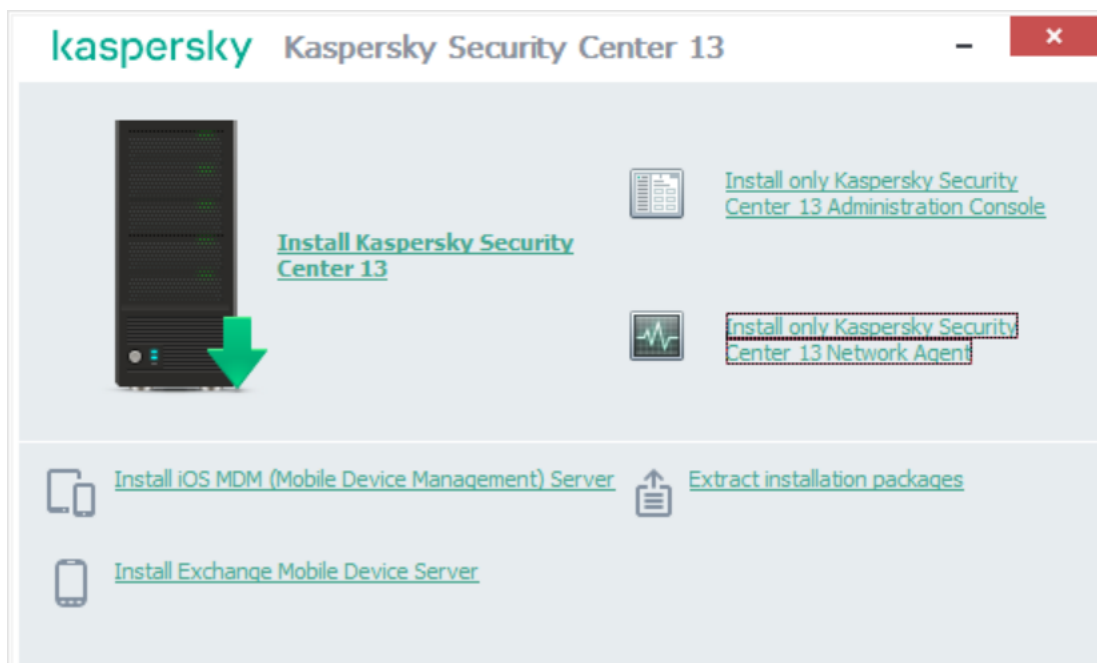 kaspersky Kaspersky Security Center 13
Install Kaspersky Security
Center 13
Install only Kaspersky Security
Center 13 Administration Console
Install only Kaspersky Security
Center 13 Network Agent
Install iOS MDM (Mobile Device Management) Server
Extract installation packages
Install Exchange Mobile Device Server